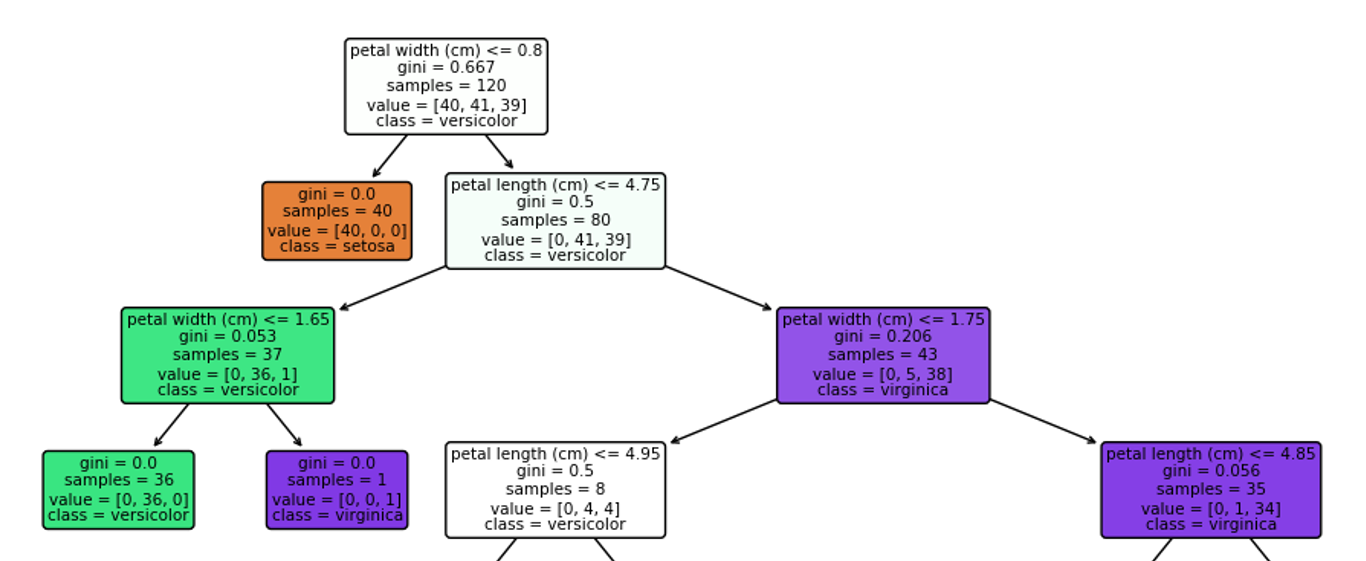 petal width (cm) <= 0.8
gini = 0.667
samples = 120
value = [40, 41, 39]
class = versicolor
gini = 0.0
samples = 40
value = [40, 0, 0]
class = setosa
petal length (cm) <= 4.75
gini = 0.5
samples = 80
value = [0, 41, 39]
class = versicolor
petal width (cm) <= 1.65
gini = 0.053
samples = 37
value = [0, 36, 1]
class = versicolor
petal width (cm) <= 1.75
gini = 0.206
samples = 43
value = [0, 5, 38]
class = virginica
gini = 0.0
samples = 36
value = [0, 36, 0]
class = versicolor
gini = 0.0
samples = 1
value = [0, 0, 1]
class = virginica
petal length (cm) <= 4.95
gini = 0.5
samples = 8
value = [0, 4, 4]
class = versicolor
petal length (cm) <= 4.85
gini = 0.056
samples = 35
value = [0, 1, 34]
class = virginica